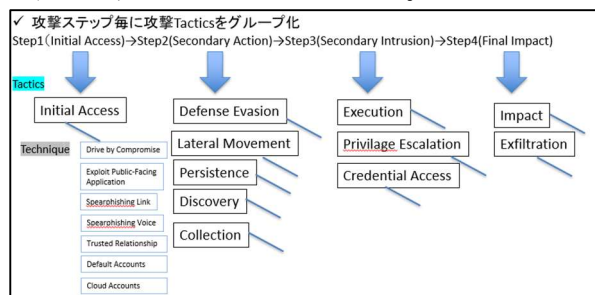 ✓ 攻撃ステップ毎に攻撃Tacticsをグループ化
Step1(Initial Access)→Step2(Secondary Action)→Step3(Secondary Intrusion)→Step4(Final Impact)
Tactics
Initial Access
Technique
Drive by Compromise
Exploit Public-Facing
Application
Spearphishing Link
Spearphishing Voice
Trusted Relationship
Default Accounts
Cloud Accounts
Defense Evasion
Lateral Movement
Persistence
Discovery
Collection
Execution
Privilage Escalation
Credential Access
Impact
Exfiltration